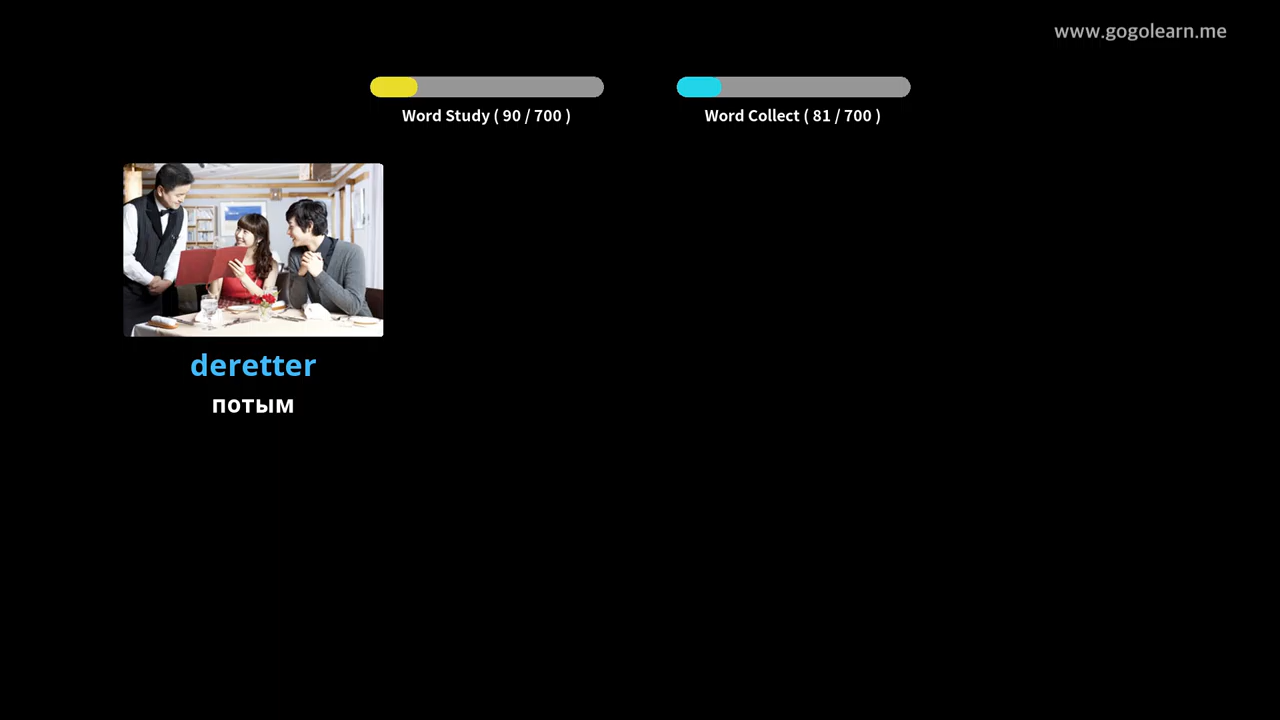 www.gogolearn.me
Word Study ( 90 / 700 )
Word Collect ( 81 / 700 )
deretter
потым